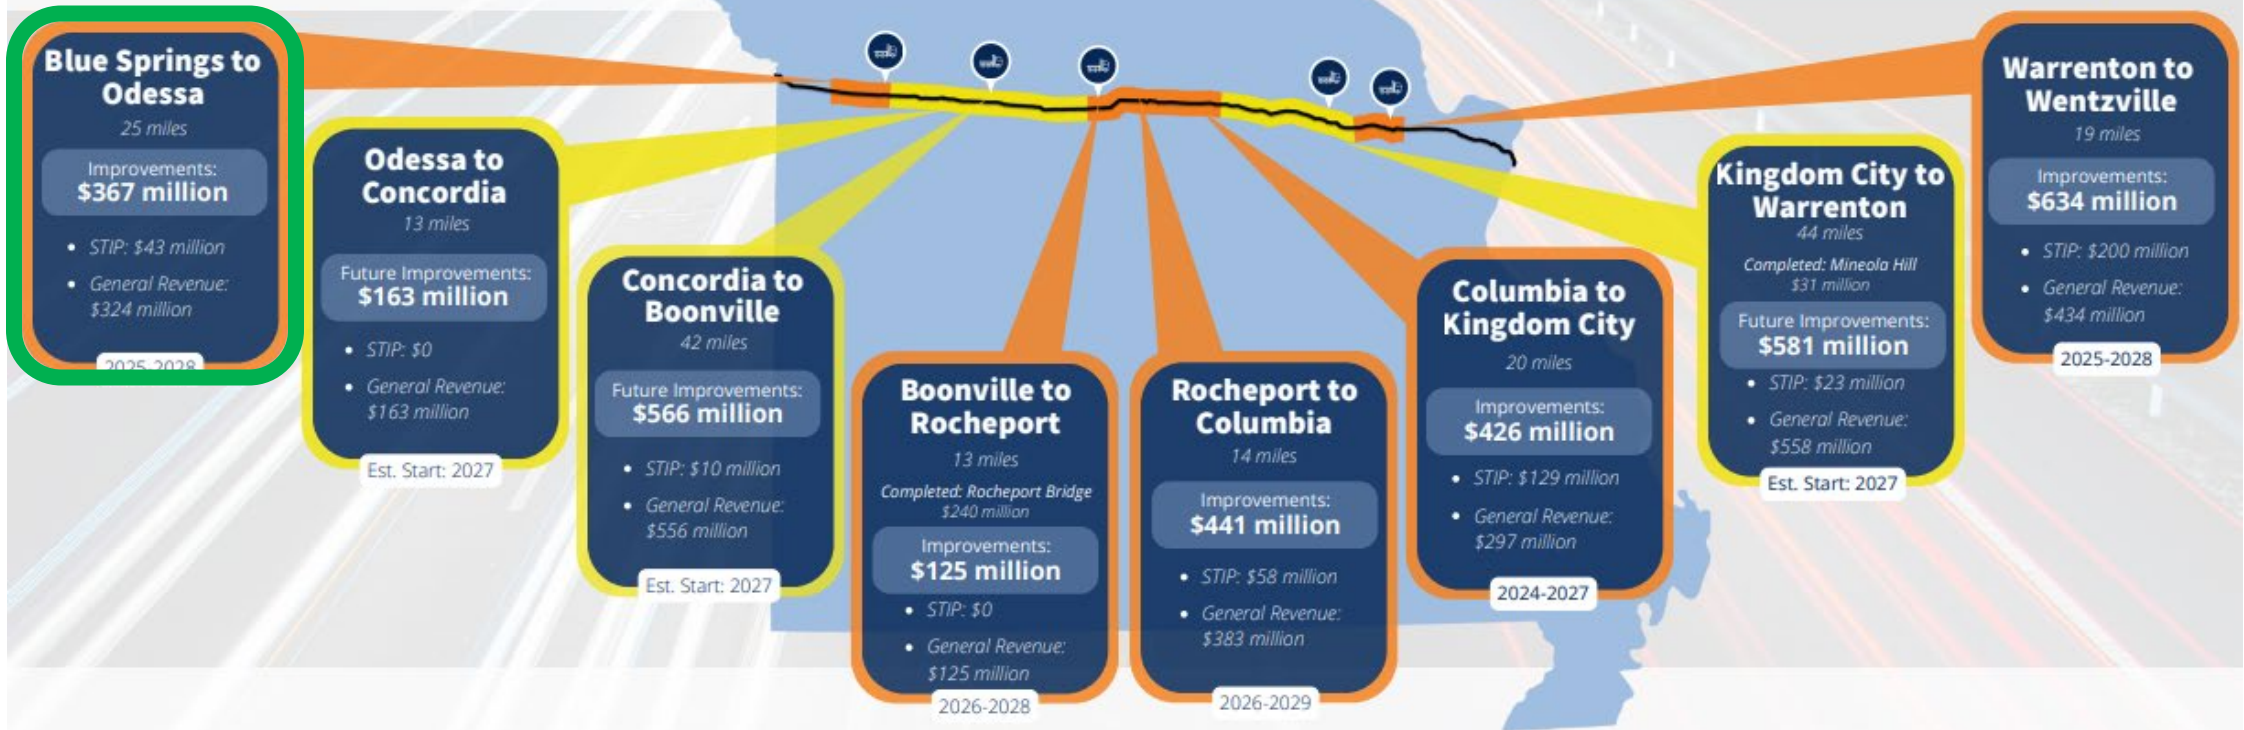 Blue Springs to
Odessa
25 miles
Improvements:
$367 million
• STIP: $43 million
• General Revenue:
$324 million
2025-2028
Odessa to
Concordia
13 miles
Future Improvements:
$163 million
• STIP: $0
• General Revenue:
$163 million
Est. Start: 2027
Concordia to
Boonville
42 miles
Future Improvements:
$566 million
• STIP: $10 million
• General Revenue:
$556 million
Est. Start: 2027
Boonville to
Rocheport
13 miles
Completed: Rocheport Bridge
$240 million
Improvements:
$125 million
• STIP: $0
• General Revenue:
$125 million
2026-2028
Rocheport to
Columbia
14 miles
Improvements:
$441 million
• STIP: $58 million
• General Revenue:
$383 million
2026-2029
Columbia to
Kingdom City
20 miles
Improvements:
$426 million
• STIP: $129 million
• General Revenue:
$297 million
2024-2027
Kingdom City to
Warrenton
44 miles
Completed: Mineola Hill
$31 million
Future Improvements:
$581 million
• STIP: $23 million
• General Revenue:
$558 million
Est. Start: 2027
Warrenton to
Wentzville
19 miles
Improvements:
$634 million
• STIP: $200 million
• General Revenue:
$434 million
2025-2028